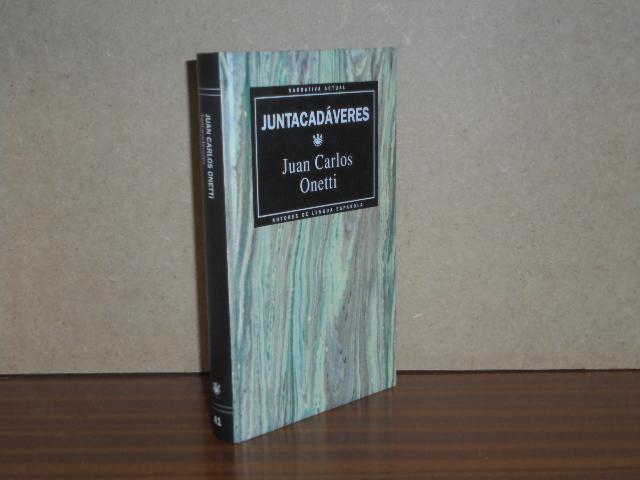 NARRATIVA ACTUAL
JUNTACADÁVERES
Juan Carlos
Onetti
AUTORES DE LENGUA ESPAÑOLA
JUAN CARLOS ONETTI
41